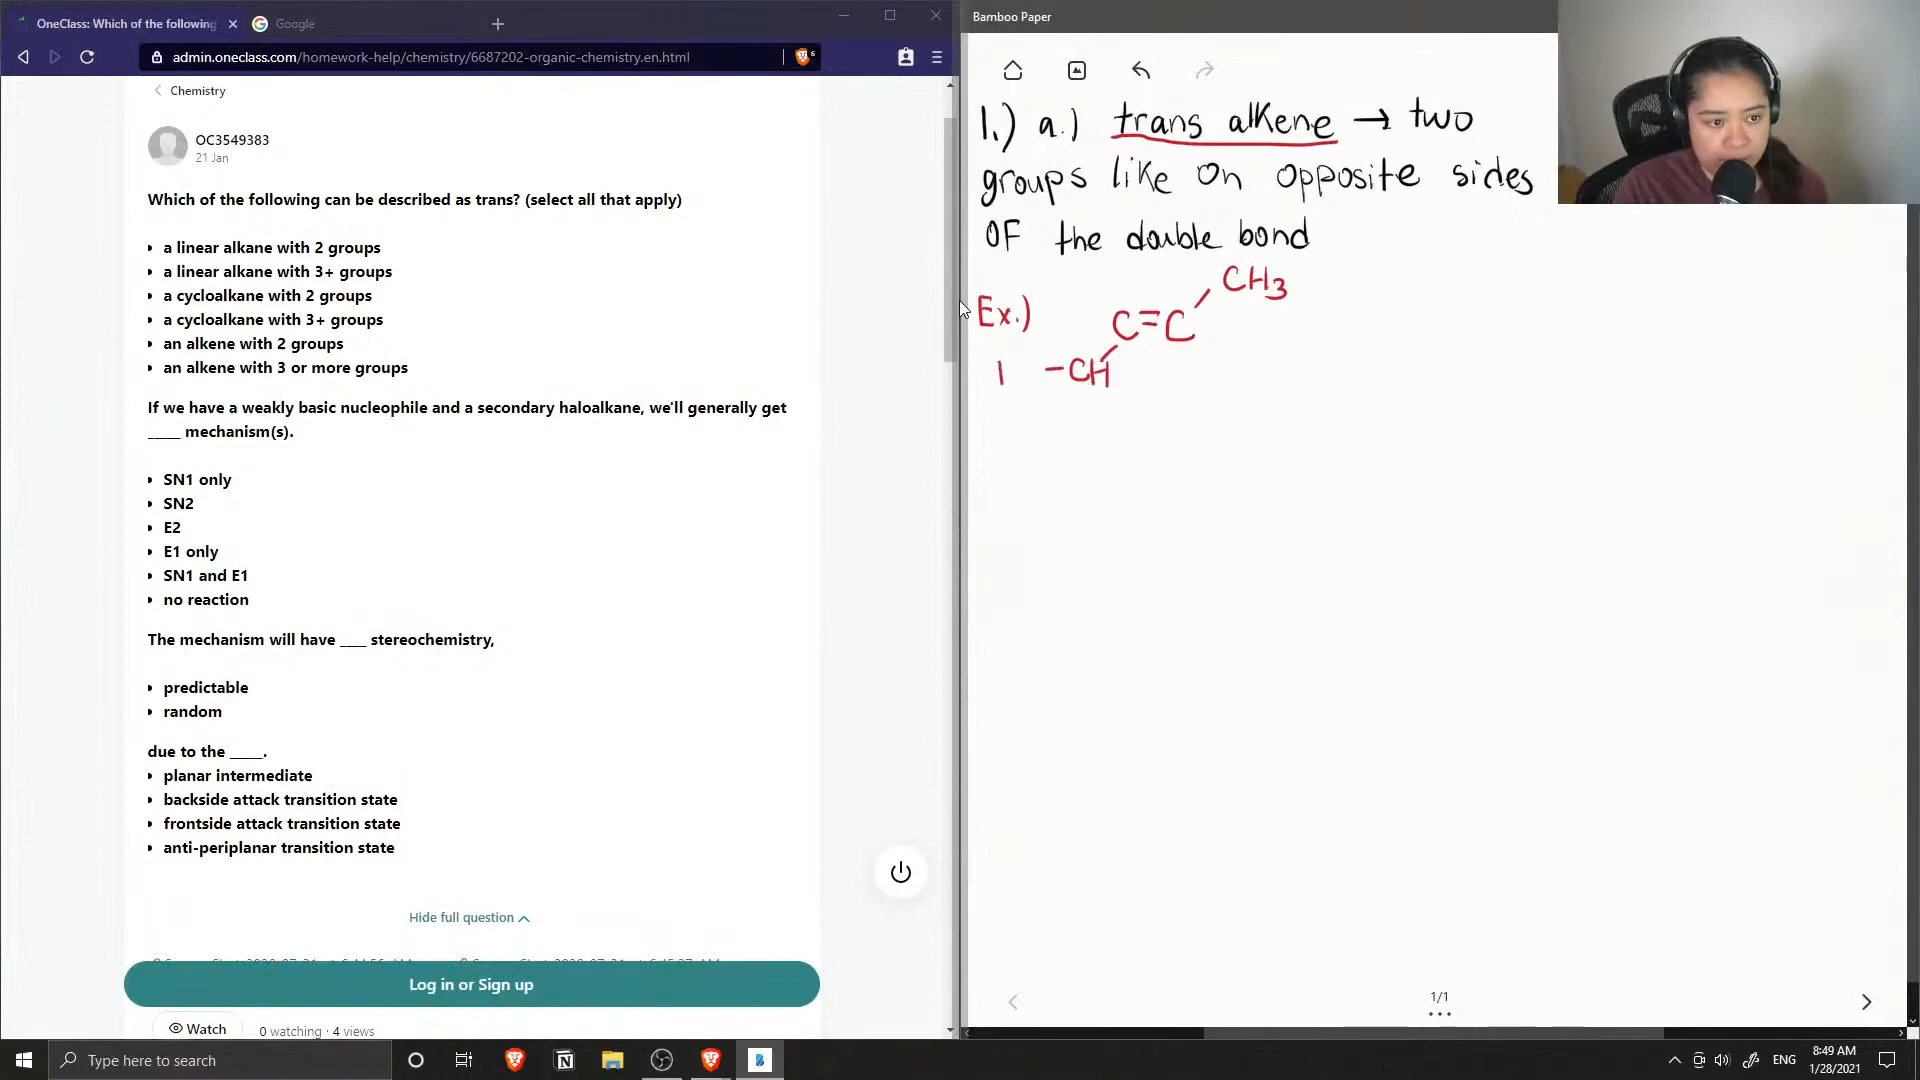 OneClass: Which of the following
Google
admin.oneclass.com/homework-help/chemistry/6687202-organic-chemistry.en.html
6
Chemistry
OC3549383
21 Jan
Which of the following can be described as trans? (select all that apply)
a linear alkane with 2 groups
a linear alkane with 3+ groups
a cycloalkane with 2 groups
a cycloalkane with 3+ groups
an alkene with 2 groups
an alkene with 3 or more groups
If we have a weakly basic nucleophile and a secondary haloalkane, we'll generally get
_____ mechanism(s).
SN1 only
SN2
E2
E1 only
SN1 and E1
no reaction
The mechanism will have ____ stereochemistry,
predictable
random
due to the _____.
planar intermediate
backside attack transition state
frontside attack transition state
anti-periplanar transition state
Hide full question
Log in or Sign up
Watch
0 watching · 4 views
Bamboo Paper
1.) a.) trans alkene → two
groups like on opposite sides
OF the double bond
Ex.)
CH3
C=C
-CH
1/1
Type here to search
ENG
8:49 AM
1/28/2021